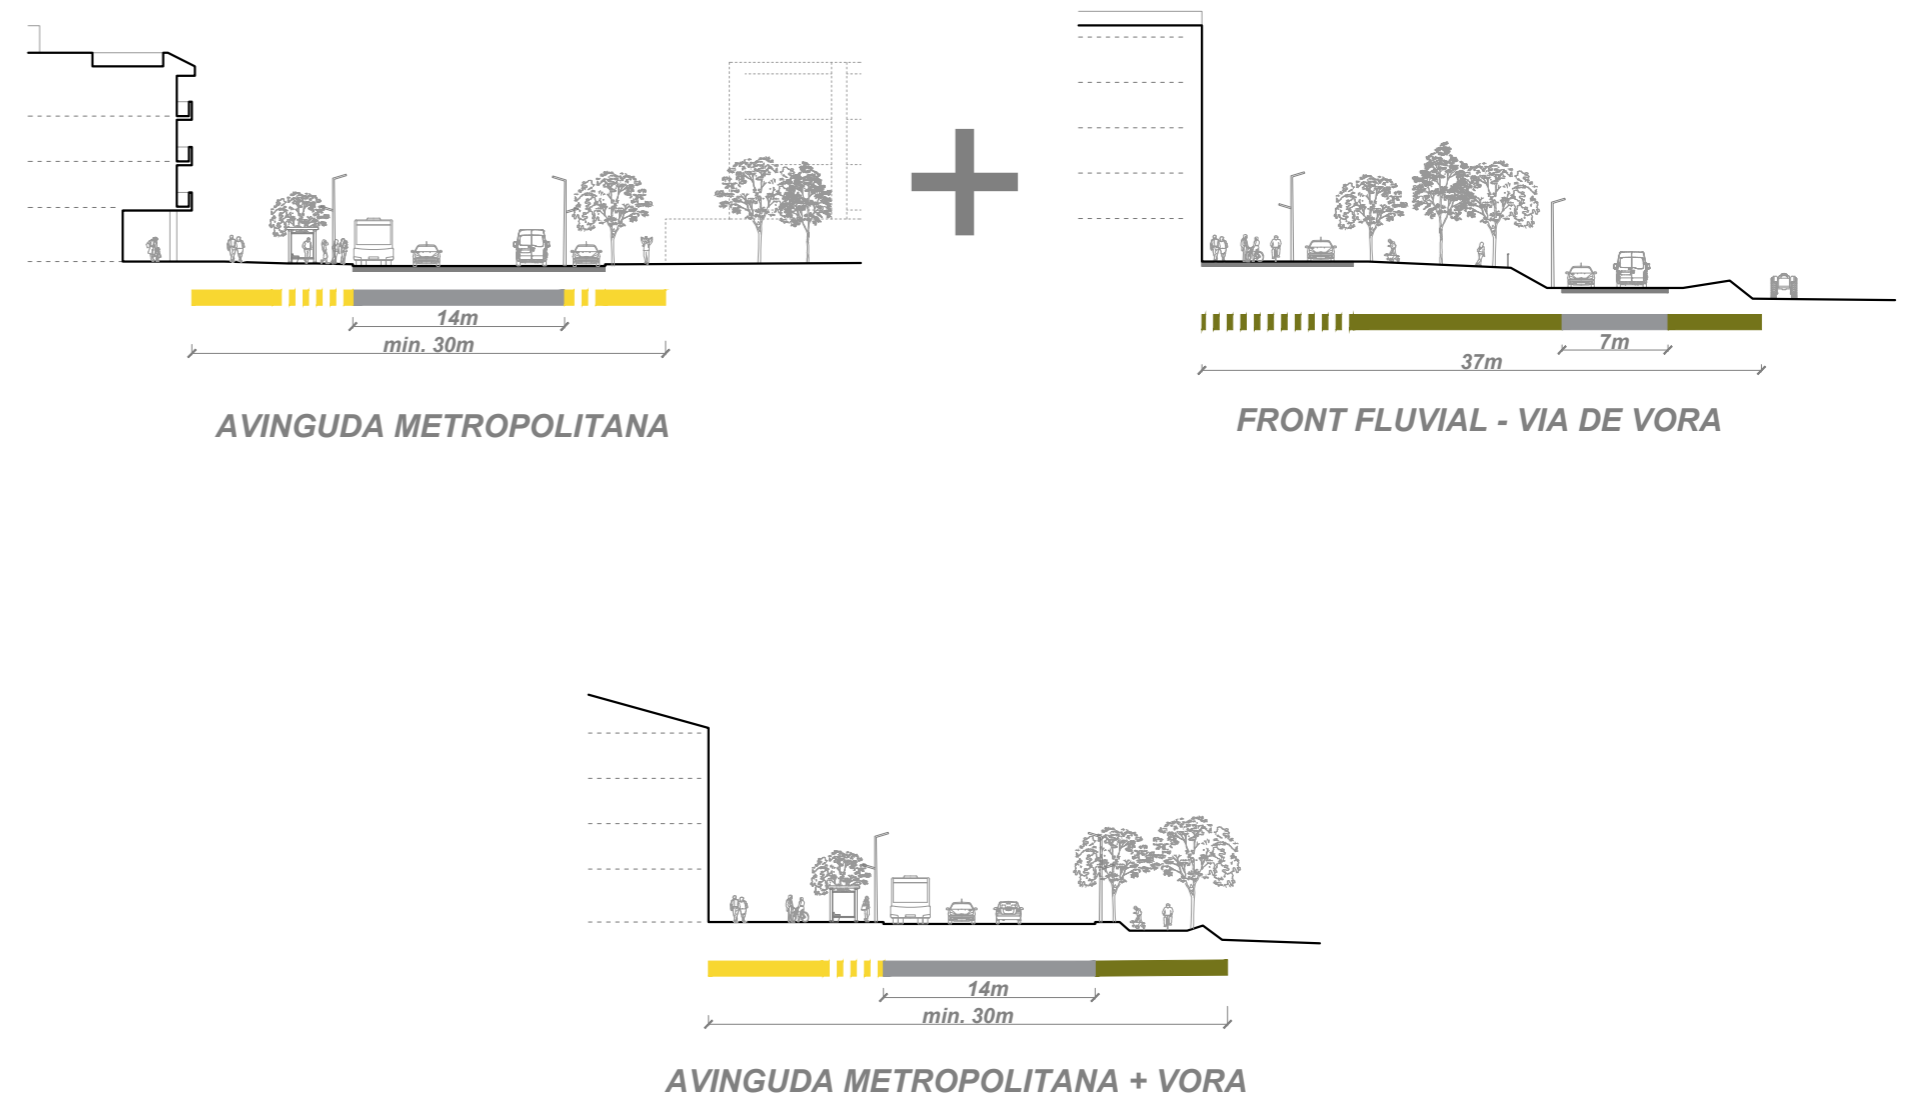 14m
min. 30m
AVINGUDA METROPOLITANA
7m
37m
FRONT FLUVIAL - VIA DE VORA
14m
min. 30m
AVINGUDA METROPOLITANA + VORA